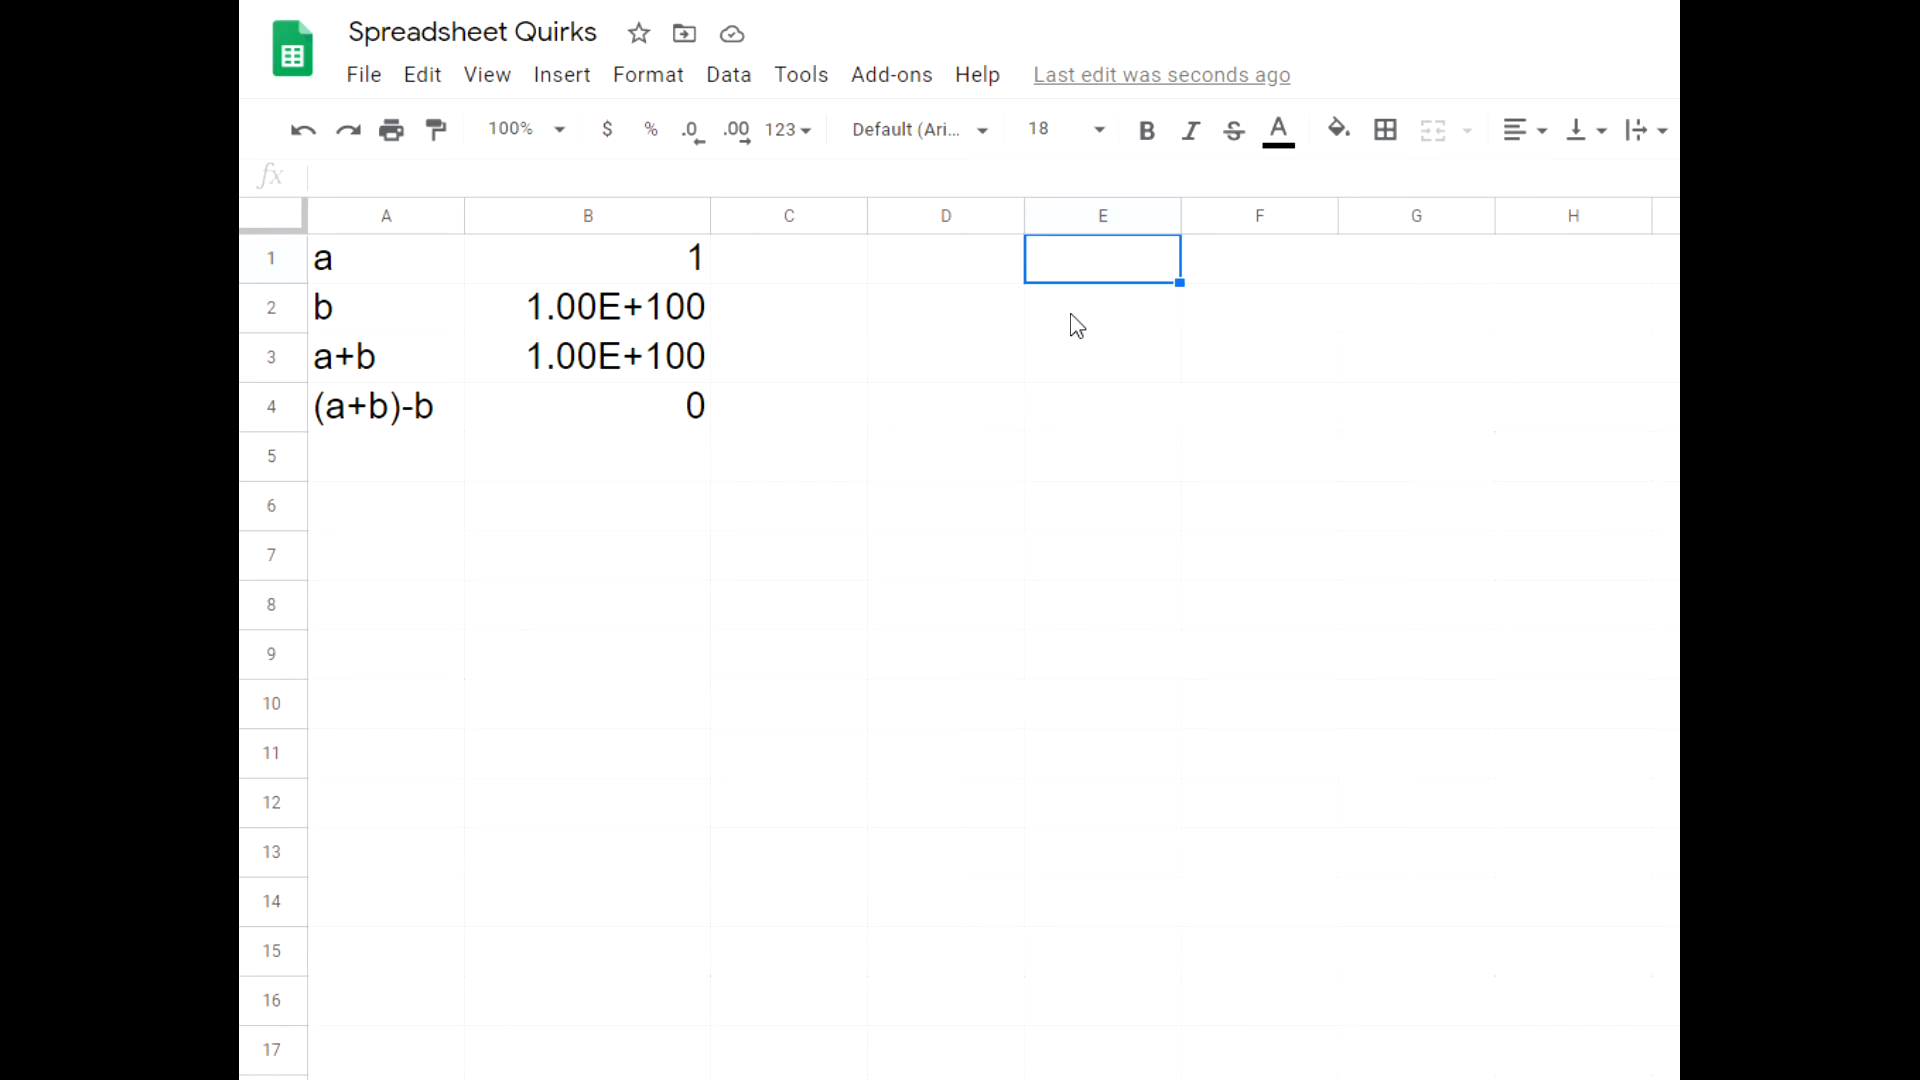 Spreadsheet Quirks
File Edit View Insert Format Data Tools Add-ons Help Last edit was seconds ago
100% $ % .0 .00 123 Default (Ari... 18 B I S A
fx
A B C D E F G H
1 a 1
2 b 1.00E+100
3 a+b 1.00E+100
4 (a+b)-b 0
5
6
7
8
9
10
11
12
13
14
15
16
17